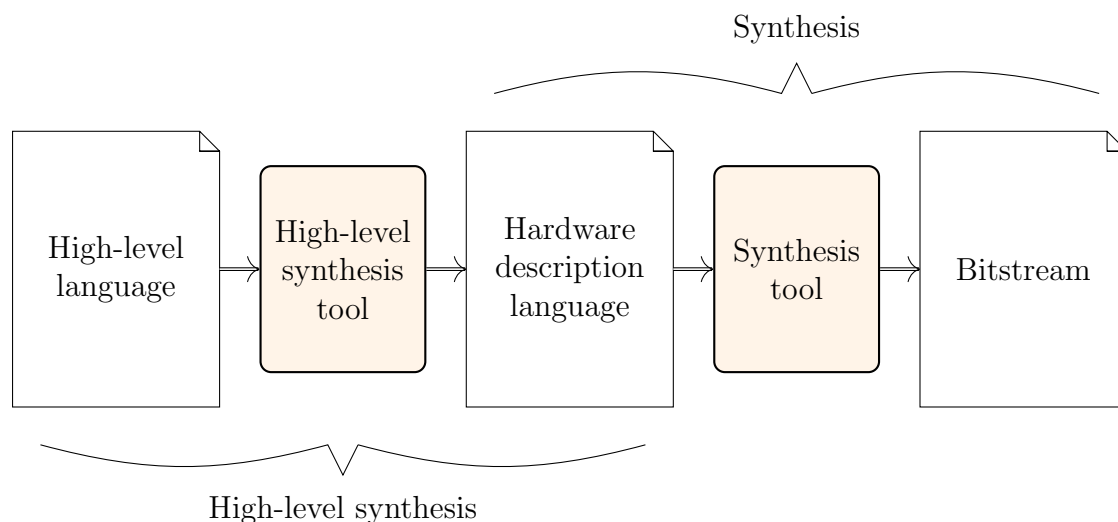 Synthesis
High-level
language
High-level
synthesis
tool
Hardware
description
language
Synthesis
tool
Bitstream
High-level synthesis